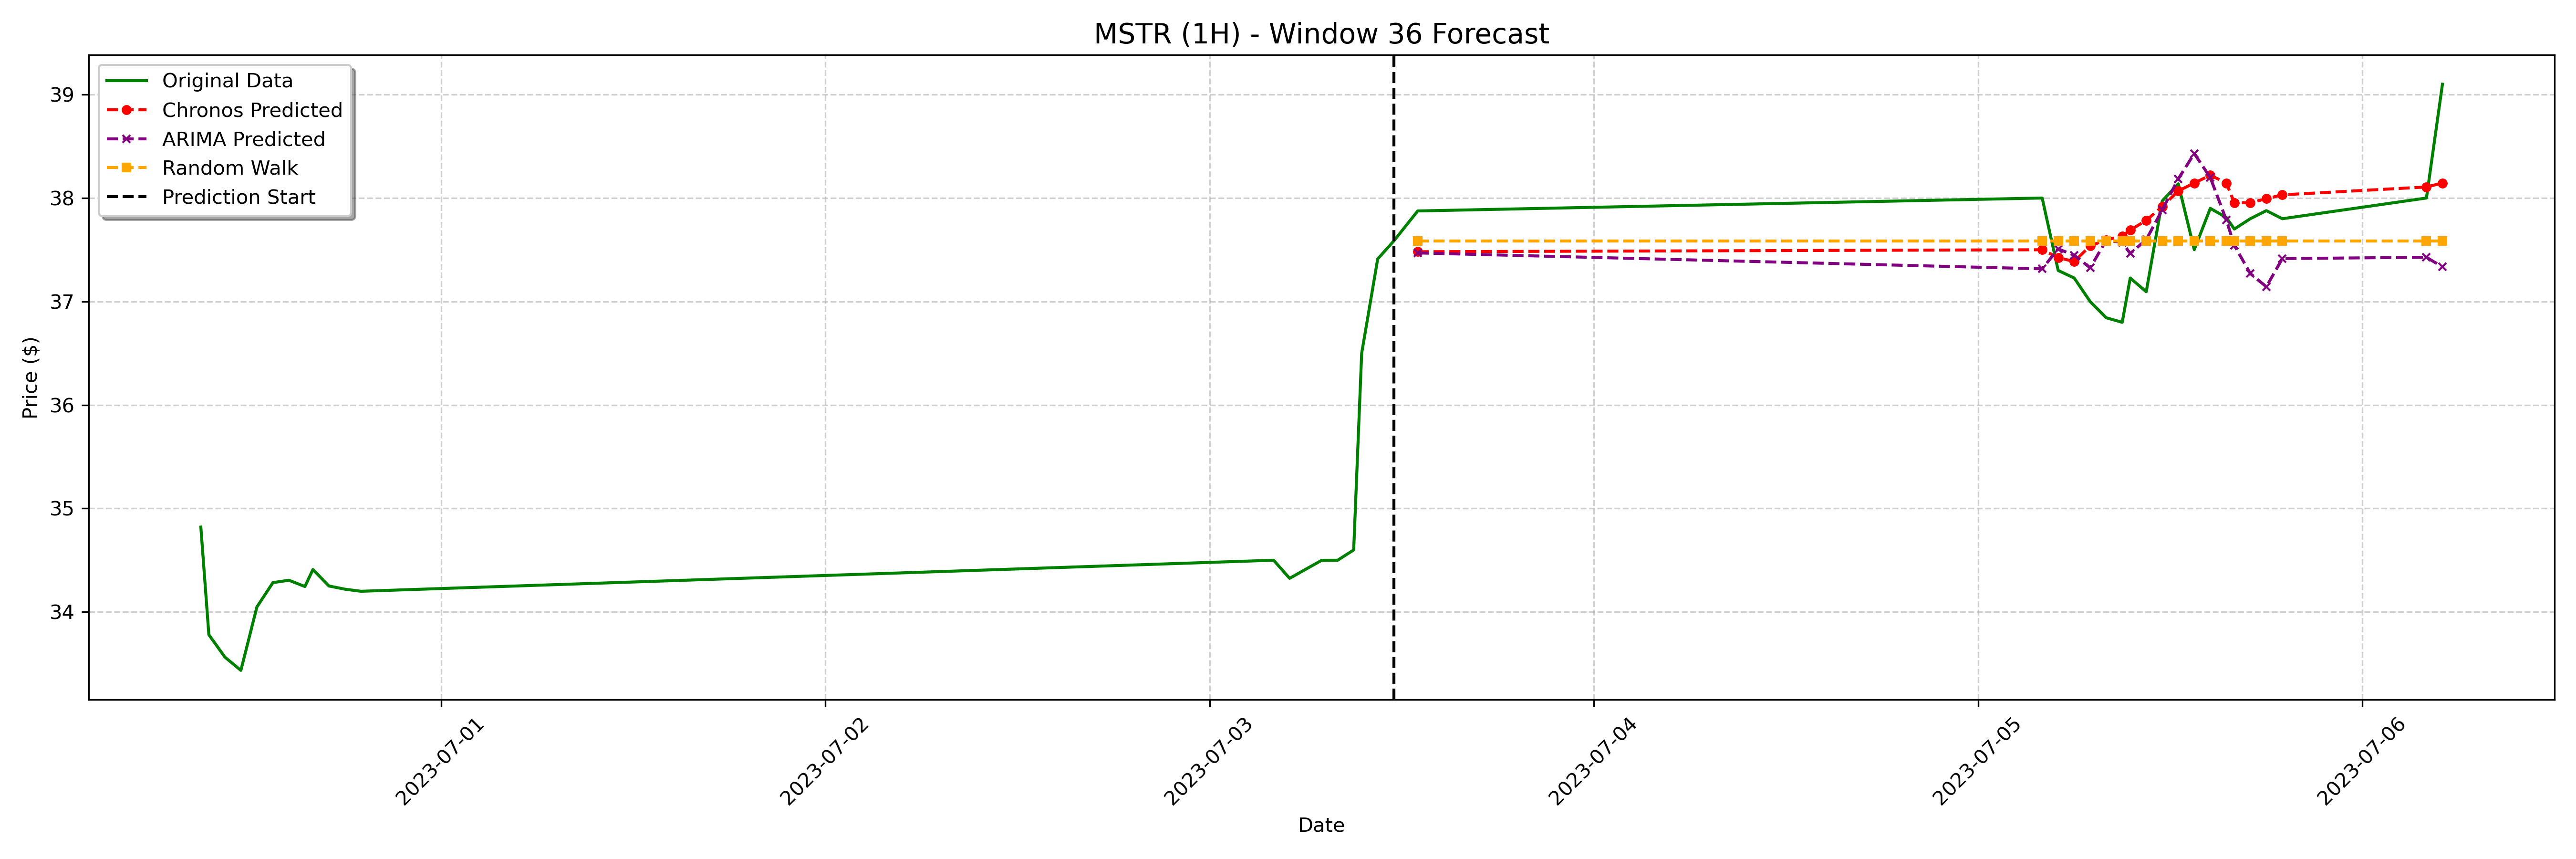 MSTR (1H) - Window 36 Forecast
Original Data
Chronos Predicted
ARIMA Predicted
Random Walk
Prediction Start
39
38
37
36
35
34
Price ($)
2023-07-01
2023-07-02
2023-07-03
2023-07-04
2023-07-05
2023-07-06
Date